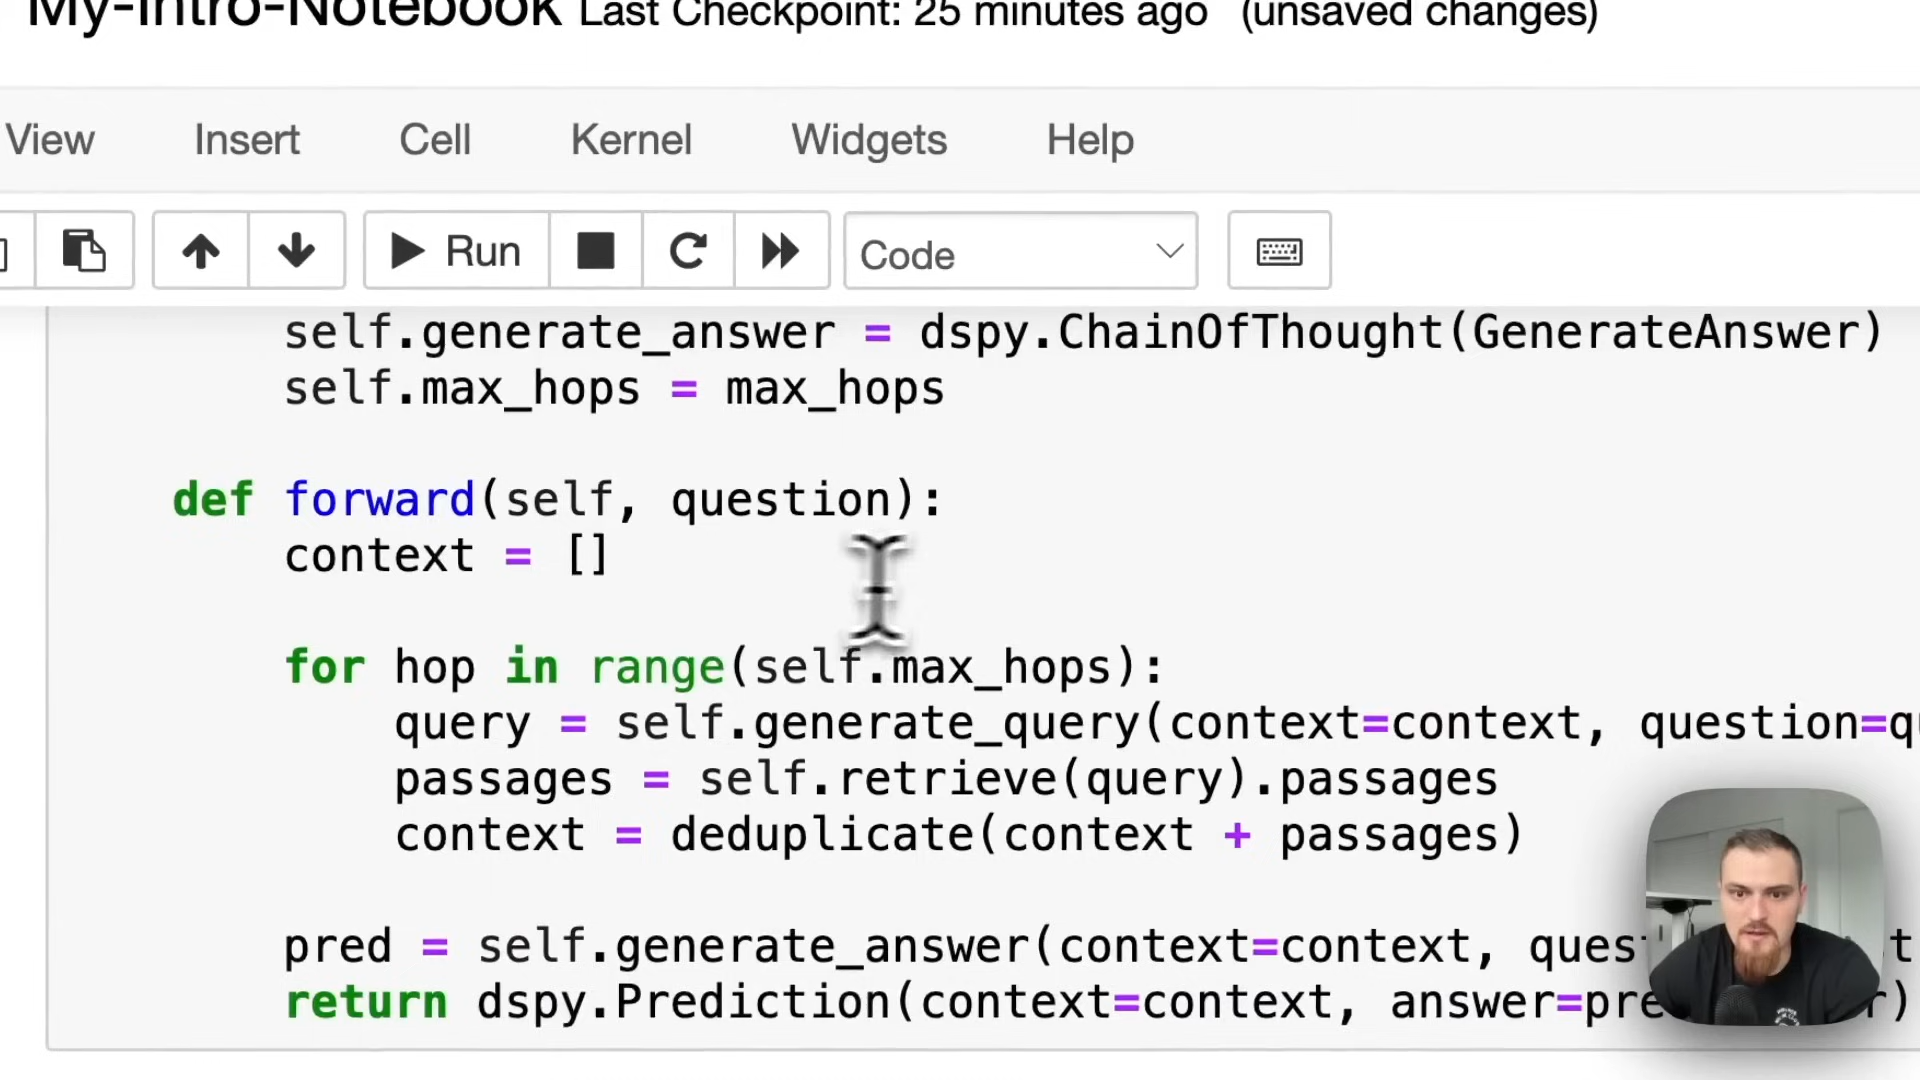 My-Intro-Notebook Last Checkpoint: 25 minutes ago (unsaved changes)
View Insert Cell Kernel Widgets Help
Run Code
self.generate_answer = dspy.ChainOfThought(GenerateAnswer)
self.max_hops = max_hops
def forward(self, question):
context = []
for hop in range(self.max_hops):
query = self.generate_query(context=context, question=qu
passages = self.retrieve(query).passages
context = deduplicate(context + passages)
pred = self.generate_answer(context=context, ques
return dspy.Prediction(context=context, answer=pre r)